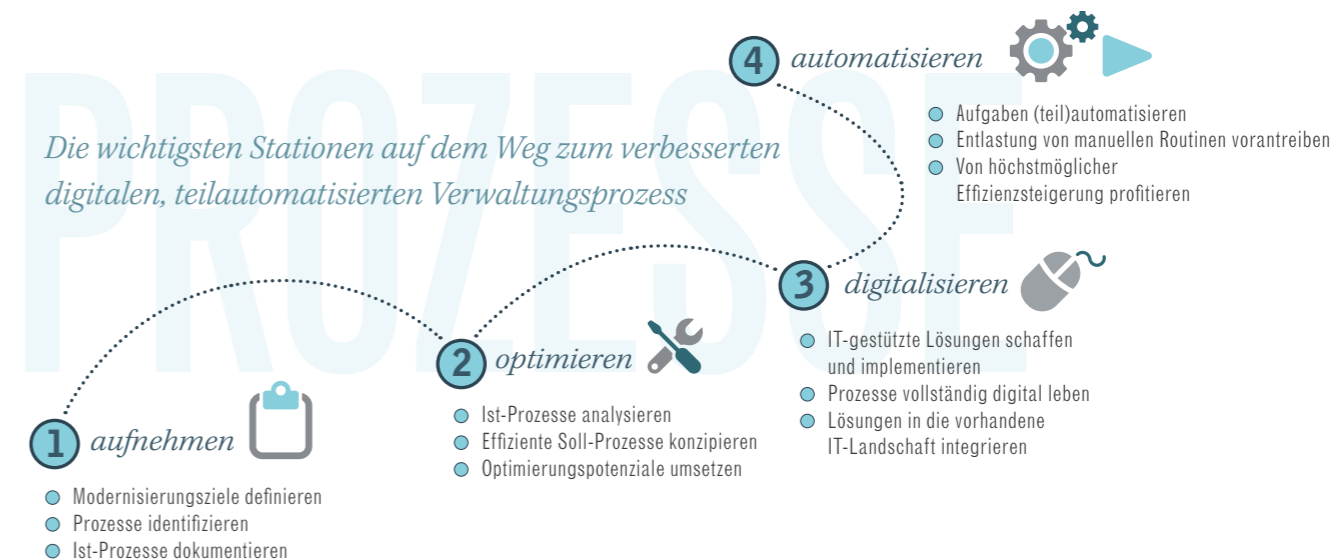 PROZESSE
Die wichtigsten Stationen auf dem Weg zum verbesserten
digitalen, teilautomatisierten Verwaltungsprozess
1 aufnehmen
Modernisierungsziele definieren
Prozesse identifizieren
Ist-Prozesse dokumentieren
2 optimieren
Ist-Prozesse analysieren
Effiziente Soll-Prozesse konzipieren
Optimierungspotenziale umsetzen
3 digitalisieren
IT-gestützte Lösungen schaffen
und implementieren
Prozesse vollständig digital leben
Lösungen in die vorhandene
IT-Landschaft integrieren
4 automatisieren
Aufgaben (teil)automatisieren
Entlastung von manuellen Routinen vorantreiben
Von höchstmöglicher
Effizienzsteigerung profitieren